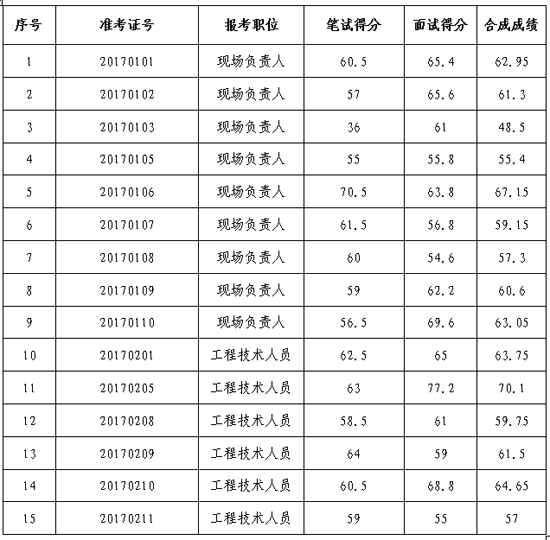 序号 准考证号 报考职位 笔试得分 面试得分 合成成绩
1 20170101 现场负责人 60.5 65.4 62.95
2 20170102 现场负责人 57 65.6 61.3
3 20170103 现场负责人 36 61 48.5
4 20170105 现场负责人 55 55.8 55.4
5 20170106 现场负责人 70.5 63.8 67.15
6 20170107 现场负责人 61.5 56.8 59.15
7 20170108 现场负责人 60 54.6 57.3
8 20170109 现场负责人 59 62.2 60.6
9 20170110 现场负责人 56.5 69.6 63.05
10 20170201 工程技术人员 62.5 65 63.75
11 20170205 工程技术人员 63 77.2 70.1
12 20170208 工程技术人员 58.5 61 59.75
13 20170209 工程技术人员 64 59 61.5
14 20170210 工程技术人员 60.5 68.8 64.65
15 20170211 工程技术人员 59 55 57